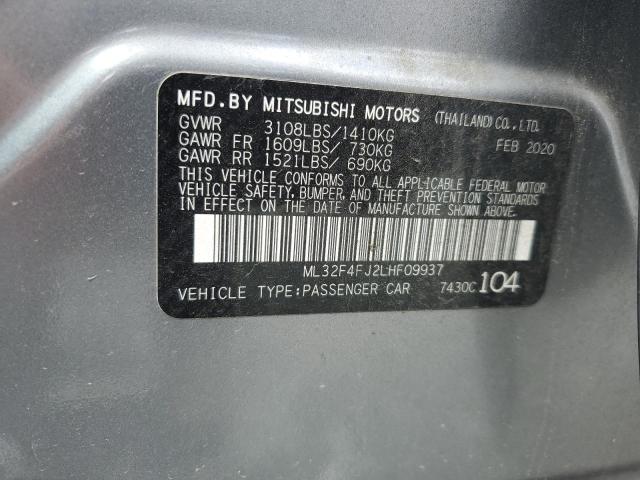 MFD.BY MITSUBISHI MOTORS (THAILAND)CO.,LTD.
GVWR 3108LBS/1410KG FEB 2020
GAWR FR 1609LBS/ 730KG
GAWR RR 1521LBS/ 690KG
THIS VEHICLE CONFORMS TO ALL APPLICABLE FEDERAL MOTOR
VEHICLE SAFETY, BUMPER, AND THEFT PREVENTION STANDARDS
IN EFFECT ON THE DATE OF MANUFACTURE SHOWN ABOVE.
ML32F4FJ2LHF09937
VEHICLE TYPE:PASSENGER CAR 7430C 104